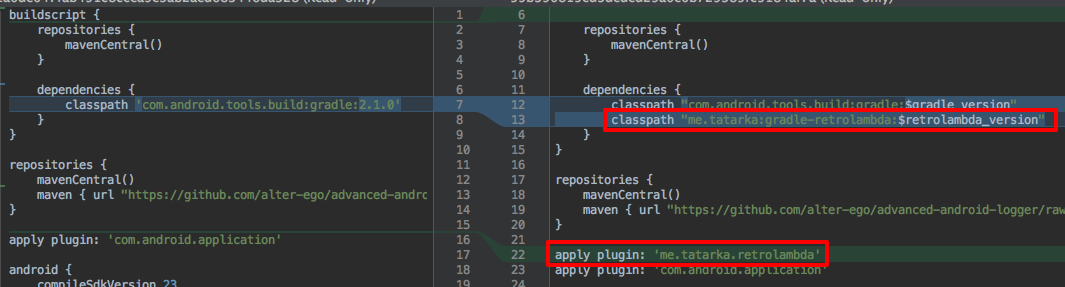 buildscript {
repositories {
mavenCentral()
}
dependencies {
classpath 'com.android.tools.build:gradle:2.1.0'
}
}
repositories {
mavenCentral()
maven { url "https://github.com/alter-ego/advanced-andro
}
apply plugin: 'com.android.application'
android {
compileSdkVersion 23
1 6
2 7
3 8
4 9
5 10
6 11
7 12
8 13
9 14
10 15
11 16
12 17
13 18
14 19
15 20
16 21
17 22
18 23
19 24
repositories {
mavenCentral()
}
dependencies {
classpath "com.android.tools.build:gradle:$gradle_version"
classpath "me.tatarka:gradle-retrolambda:$retrolambda_version"
}
}
repositories {
mavenCentral()
maven { url "https://github.com/alter-ego/advanced-android-logger/raw
}
apply plugin: 'me.tatarka.retrolambda'
apply plugin: 'com.android.application'